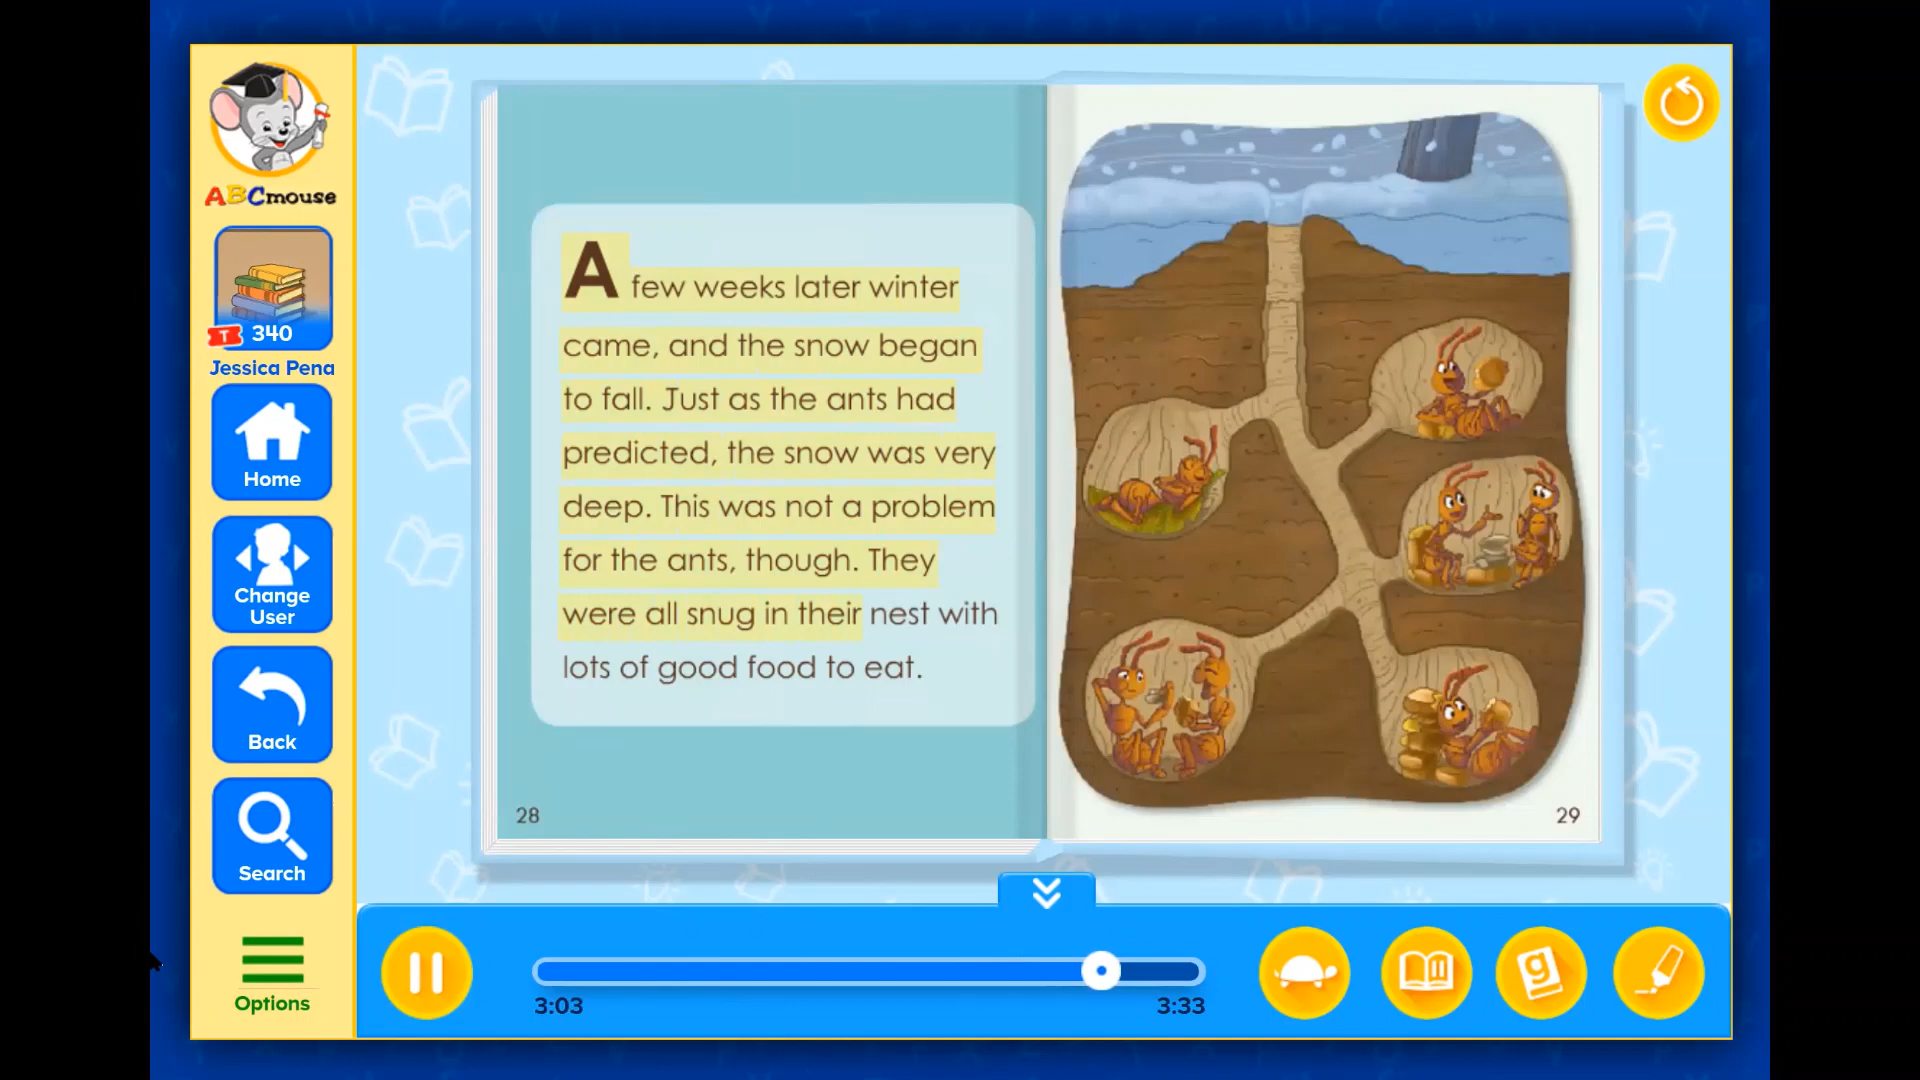 ABCmouse
T 340
Jessica Pena
Home
Change
User
Back
Search
Options
A few weeks later winter
came, and the snow began
to fall. Just as the ants had
predicted, the snow was very
deep. This was not a problem
for the ants, though. They
were all snug in their nest with
lots of good food to eat.
28
29
3:03
3:33
g